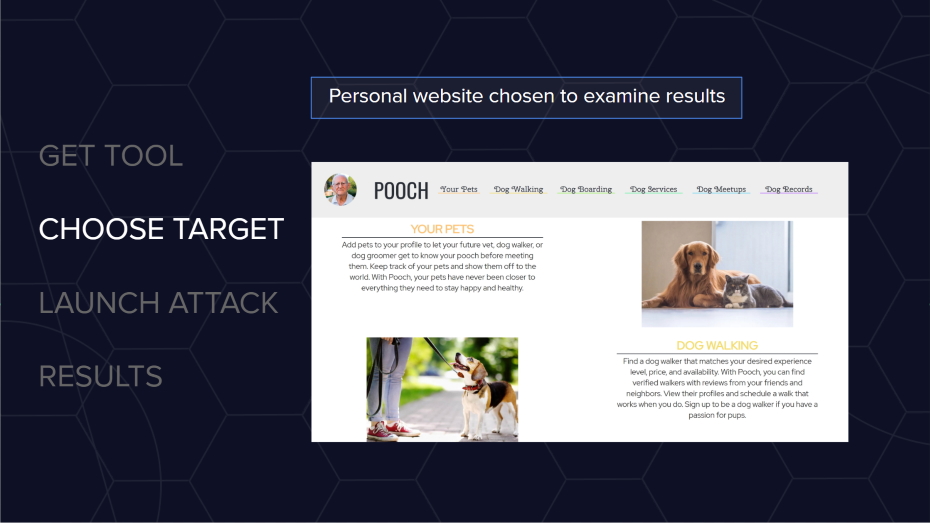 Personal website chosen to examine results
GET TOOL
CHOOSE TARGET
LAUNCH ATTACK
RESULTS
POOCH
Your Pets
Dog Walking
Dog Boarding
Dog Services
Dog Meetups
Dog Records
YOUR PETS
Add pets to your profile to let your future vet, dog walker, or
dog groomer get to know your pooch before meeting
them. Keep track of your pets and show them off to the
world. With Pooch, your pets have never been closer to
everything they need to stay happy and healthy.
DOG WALKING
Find a dog walker that matches your desired experience
level, price, and availability. With Pooch, you can find
verified walkers with reviews from your friends and
neighbors. View their profiles and schedule a walk that
works when you do. Sign up to be a dog walker if you have a
passion for pups.